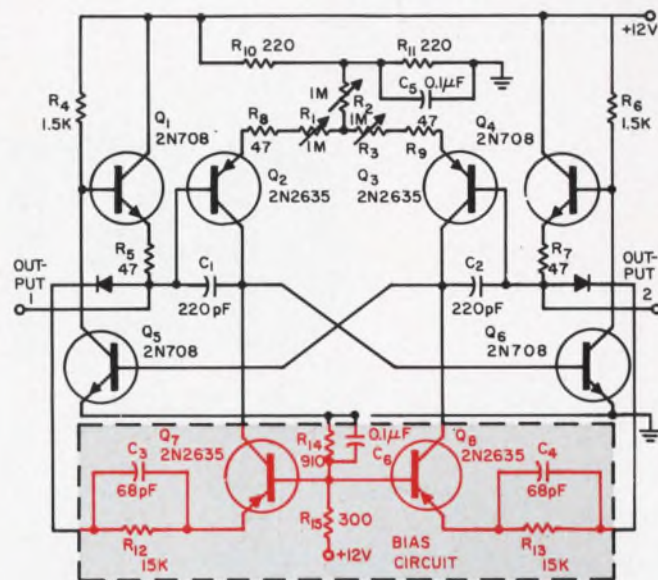 +12V
R10 220
R11 220
C5 0.1µF
R4
1.5K
1M
R2
R6
1.5K
Q1
2N708
R8
47
R1
1M
1M
R3
47
R9
Q4
2N708
Q2
2N2635
Q3
2N2635
R5
47
R7
47
OUT-
PUT
1
C1
220pF
C2
220pF
OUT-
PUT
2
Q5
2N708
Q6
2N708
Q7
2N2635
C3
68pF
R14
910
0.1µF
C6
Q8
2N2635
C4
68pF
R12
15K
R15
300
+12V
BIAS
CIRCUIT
R13
15K